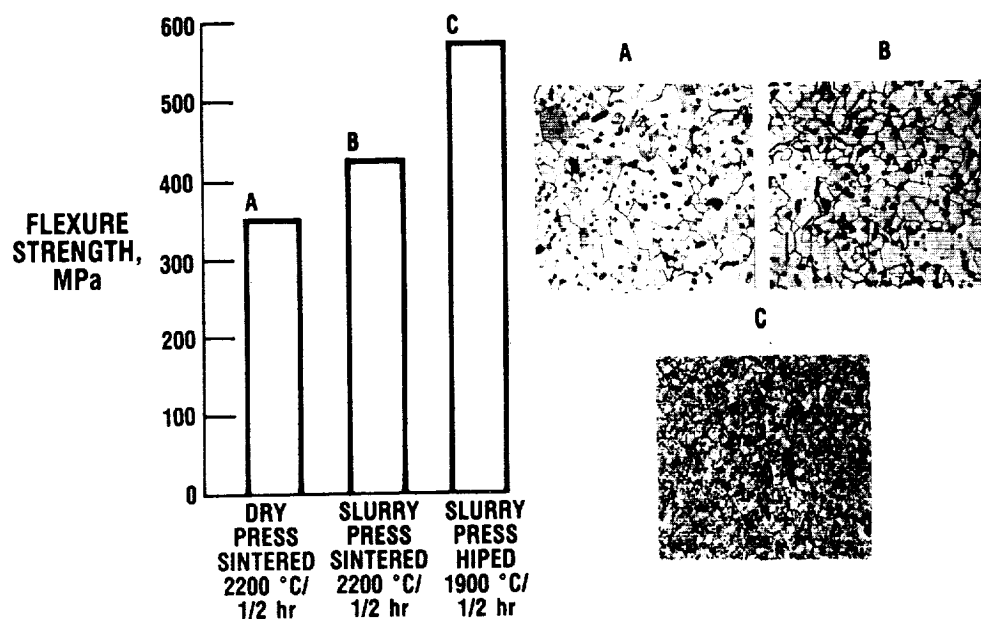 600
500
400
300
200
100
0
FLEXURE
STRENGTH,
MPa
A
B
C
DRY
PRESS
SINTERED
2200 °C/
1/2 hr
SLURRY
PRESS
SINTERED
2200 °C/
1/2 hr
SLURRY
PRESS
HIPED
1900 °C/
1/2 hr
A
B
C